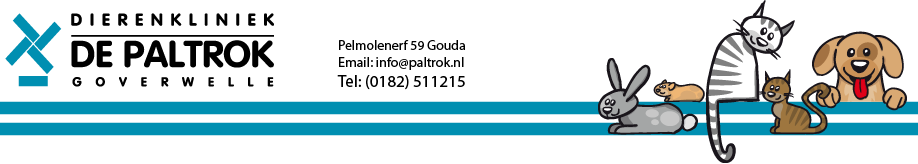 DIERENKLINIEK
DE PALTROK
GOVERWELLE
Pelmolenerf 59 Gouda
Email: info@paltrok.nl
Tel: (0182) 511215